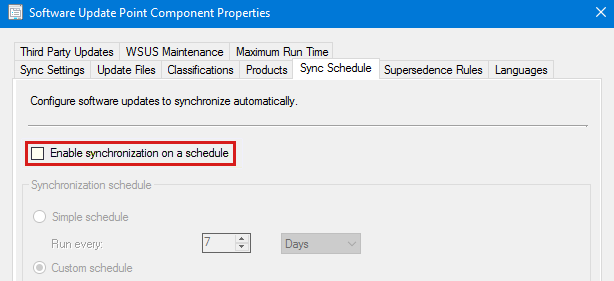 Software Update Point Component Properties
Third Party Updates WSUS Maintenance Maximum Run Time
Sync Settings Update Files Classifications Products Sync Schedule Supersedence Rules Languages
Configure software updates to synchronize automatically.
Enable synchronization on a schedule
Synchronization schedule
Simple schedule
Run every: 7 Days
Custom schedule